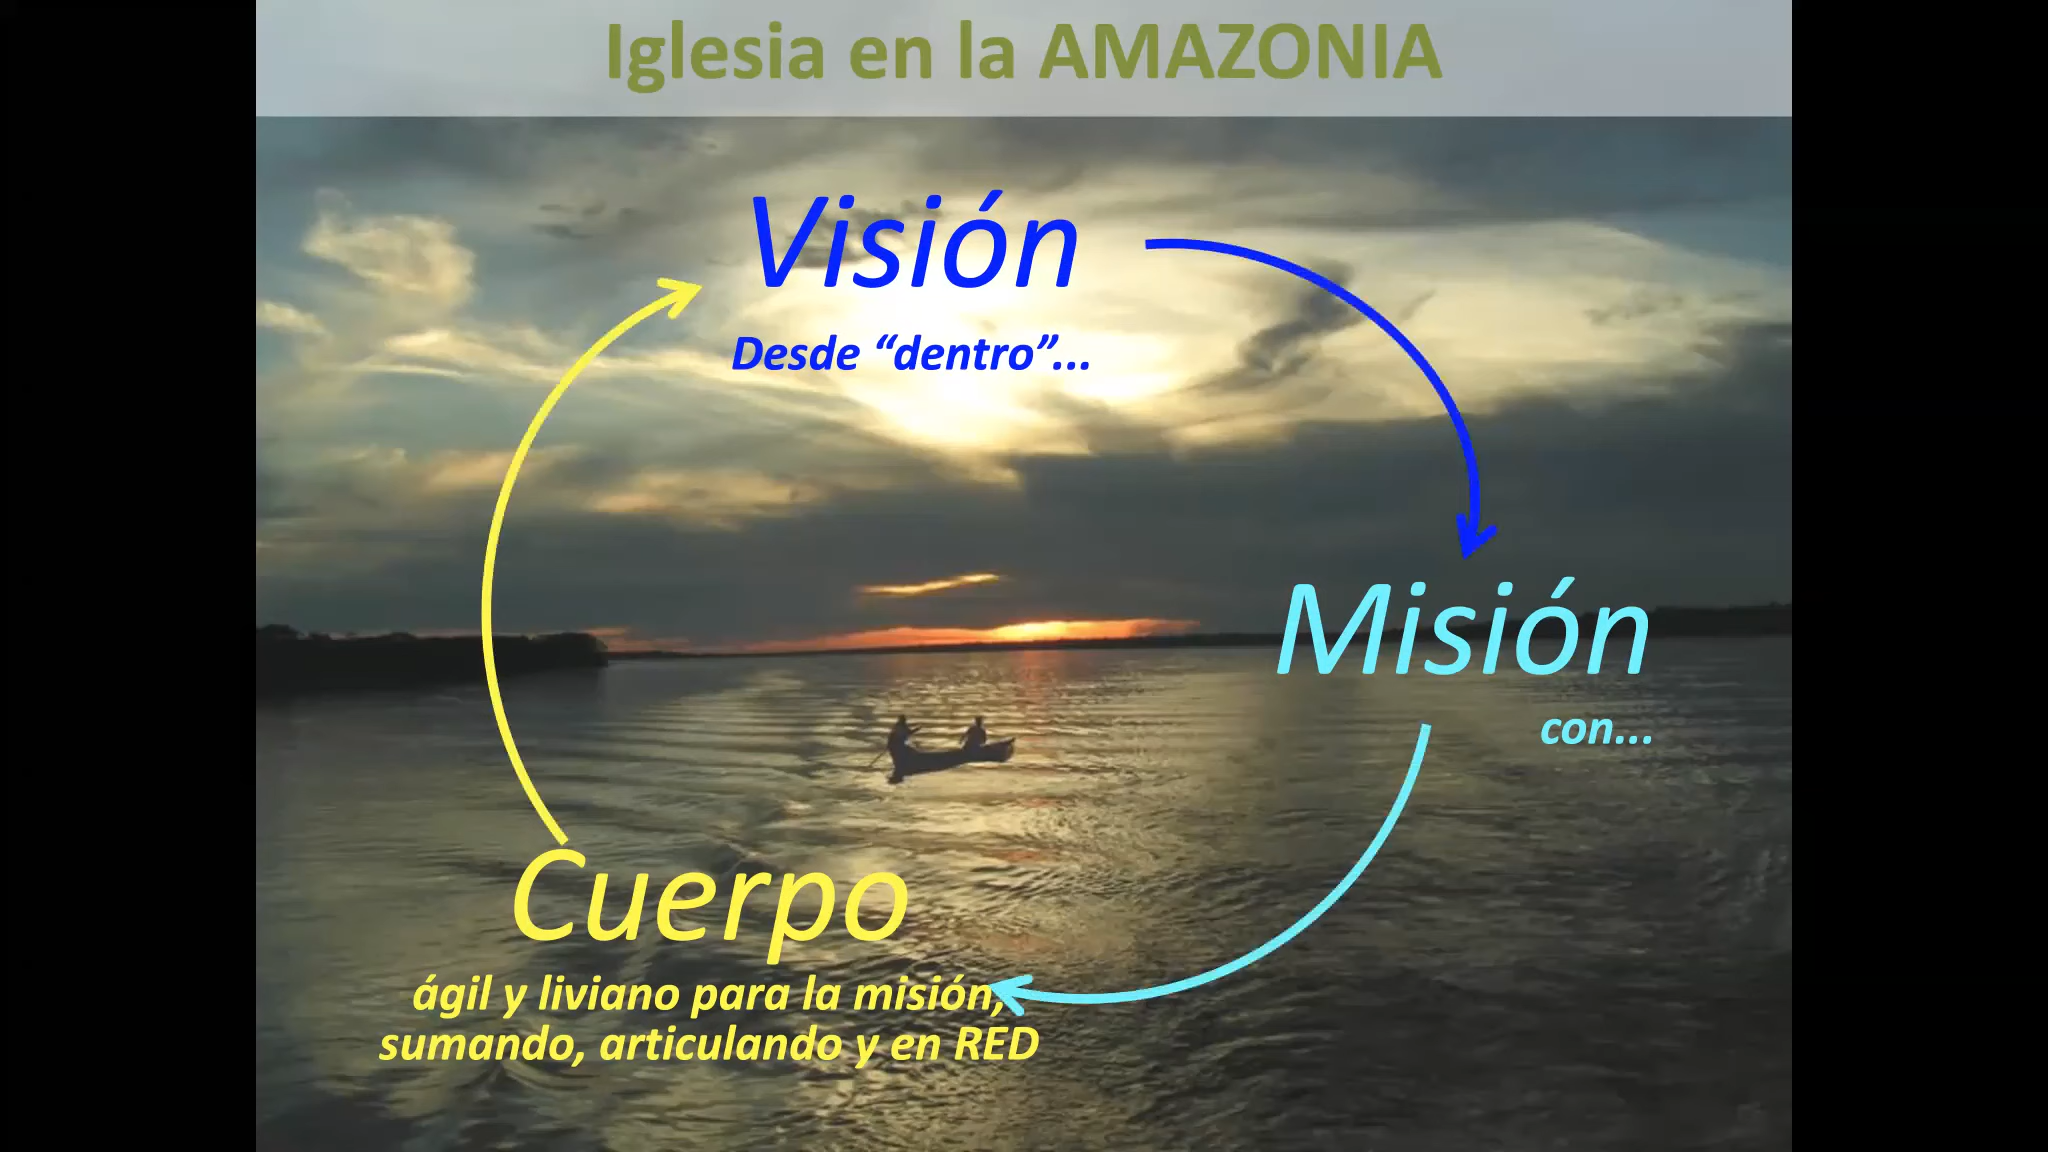 Iglesia en la AMAZONIA
Visión
Desde “dentro”...
Misión
con...
Cuerpo
ágil y liviano para la misión,
sumando, articulando y en RED